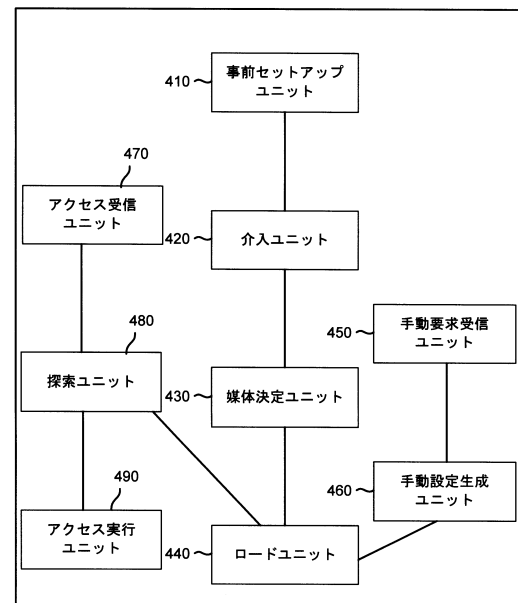 410
事前セットアップ
ユニット
470
アクセス受信
ユニット
420
介入ユニット
450
手動要求受信
ユニット
480
探索ユニット
430
媒体決定ユニット
490
アクセス実行
ユニット
460
手動設定生成
ユニット
440
ロードユニット